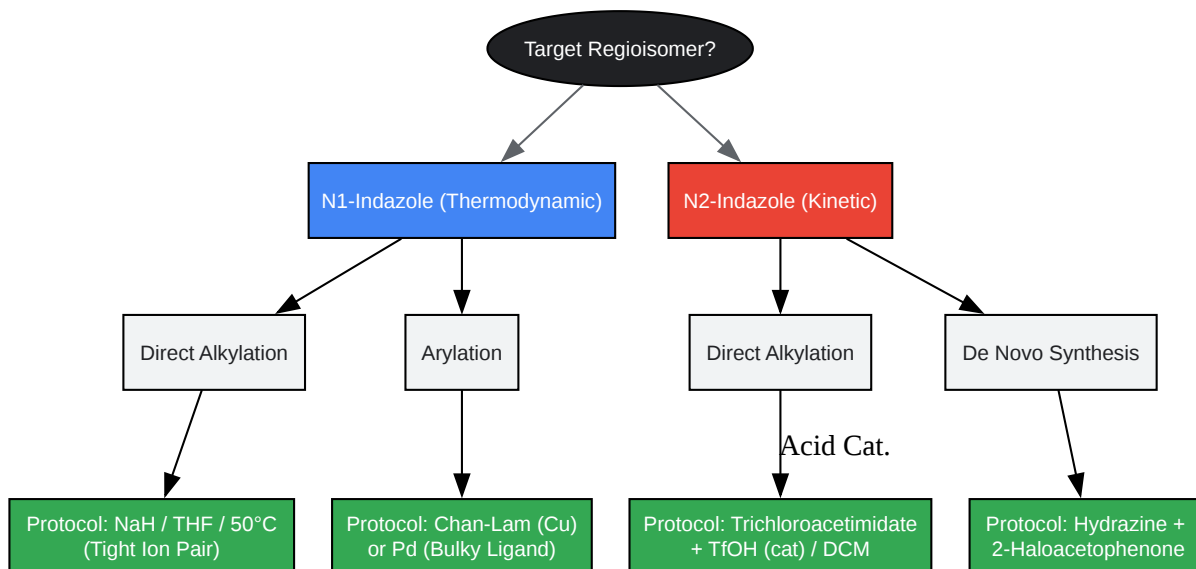 Target Regioisomer?
N1-Indazole (Thermodynamic)
N2-Indazole (Kinetic)
Direct Alkylation
Arylation
Direct Alkylation
De Novo Synthesis
Acid Cat.
Protocol: NaH / THF / 50°C
(Tight Ion Pair)
Protocol: Chan-Lam (Cu)
or Pd (Bulky Ligand)
Protocol: Trichloroacetimidate
+ TfOH (cat) / DCM
Protocol: Hydrazine +
2-Haloacetophenone